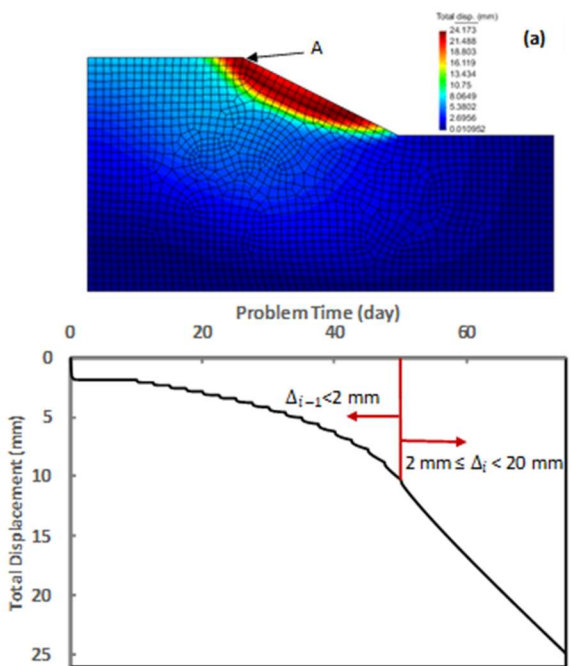 Total disp. (mm)
24.173
21.488
18.803
16.119
13.434
10.75
8.0649
5.3802
2.6956
0.010952
(a)
A
Problem Time (day)
0 20 40 60
0
5
10
15
20
25
Total Displacement (mm)
Δᵢ₋₁<2 mm
2 mm ≤ Δᵢ < 20 mm